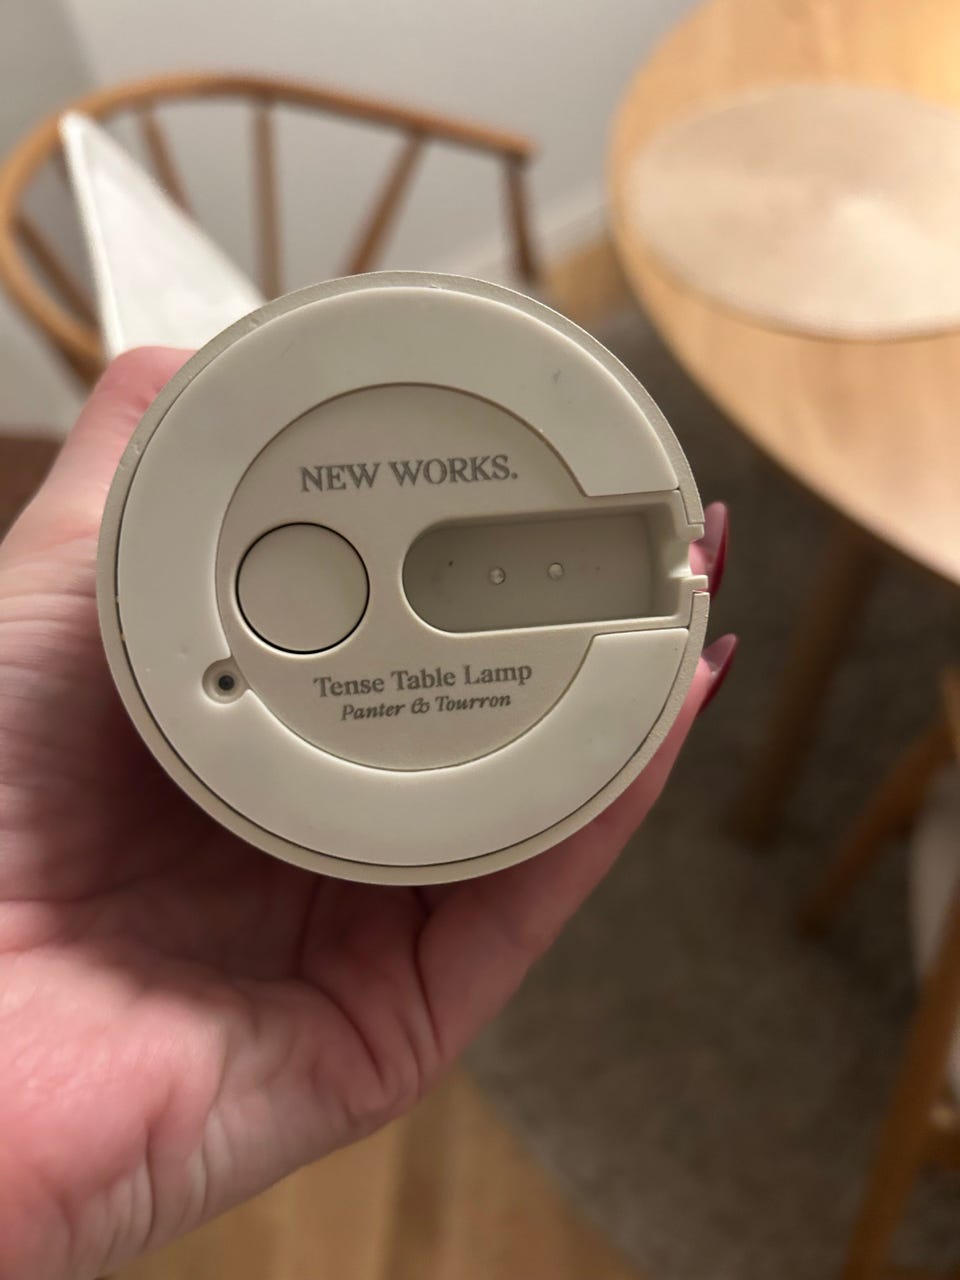 NEW WORKS.
Tense Table Lamp
Panter & Tourron